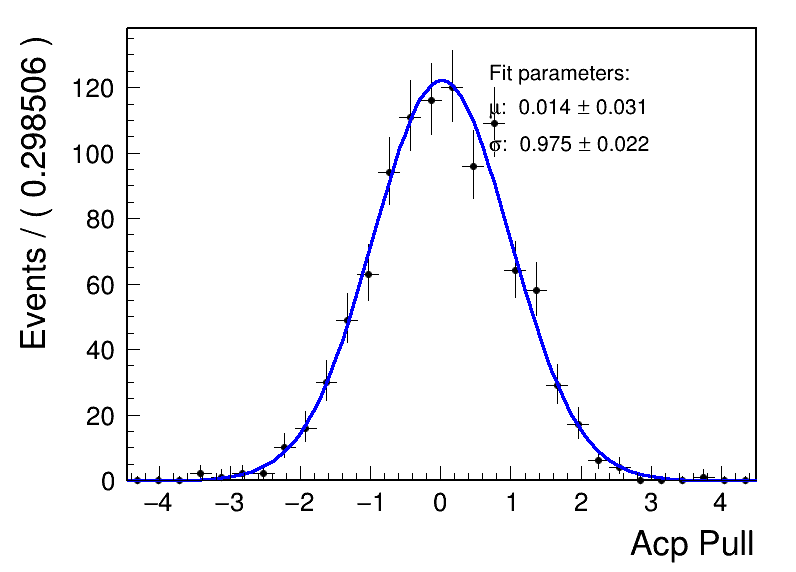 Events / ( 0.298506 )
120
100
80
60
40
20
0
Fit parameters:
μ: 0.014 ± 0.031
σ: 0.975 ± 0.022
−4 −3 −2 −1 0 1 2 3 4
Acp Pull